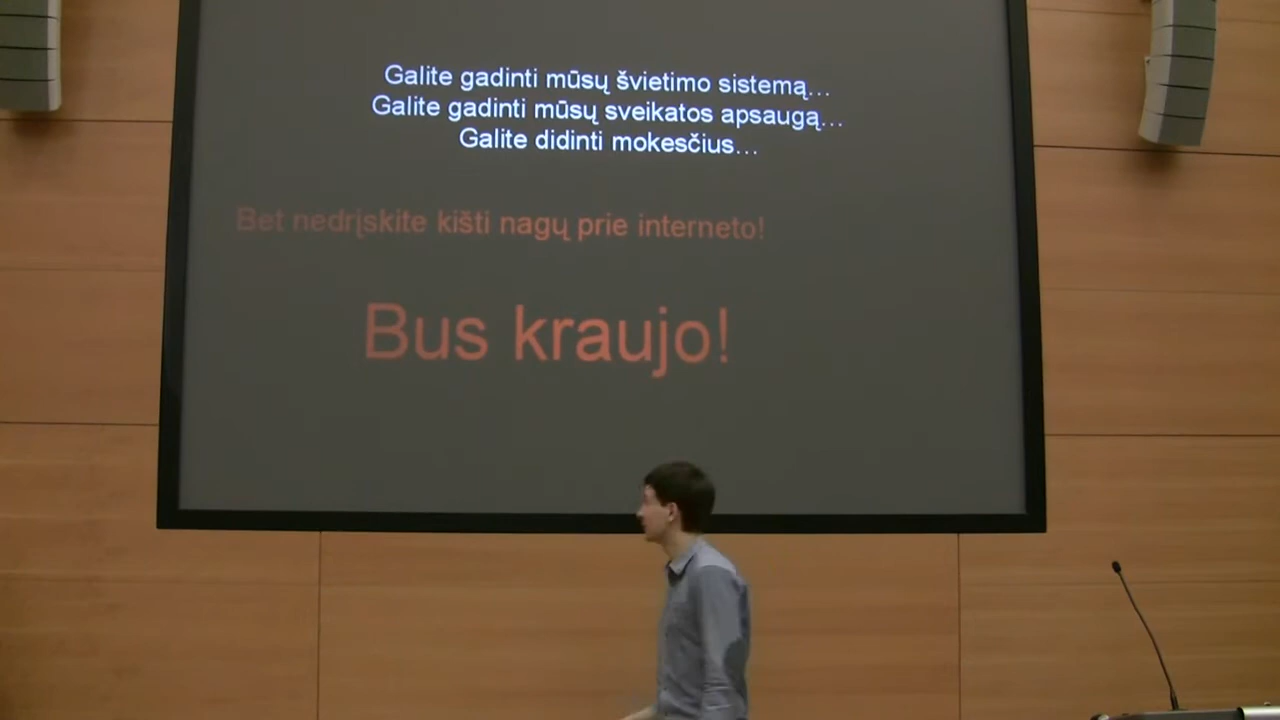 Galite gadinti mūsų švietimo sistemą...
Galite gadinti mūsų sveikatos apsaugą...
Galite didinti mokesčius...
Bet nedrįskite kišti nagų prie interneto!
Bus kraujo!